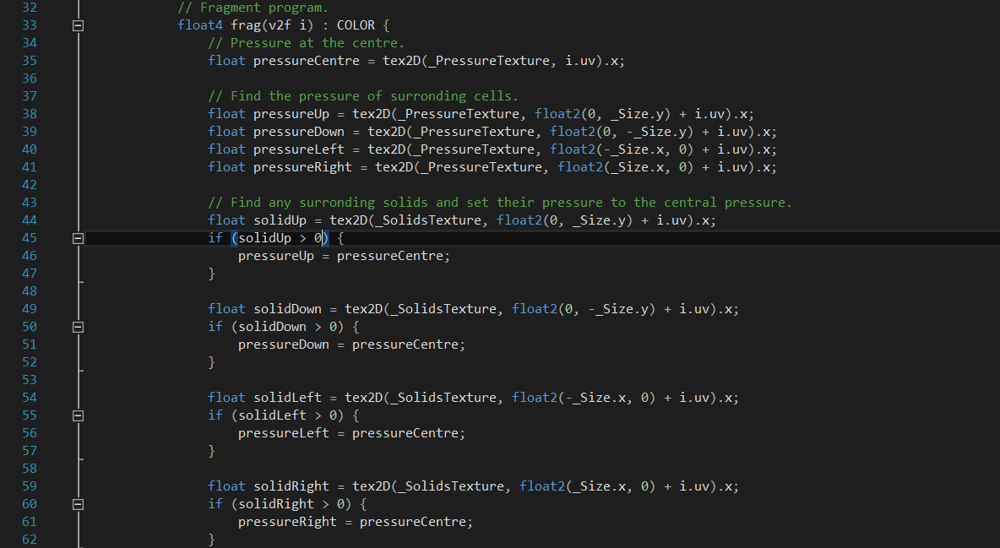 32 // Fragment program.
33 float4 frag(v2f i) : COLOR {
34 // Pressure at the centre.
35 float pressureCentre = tex2D(_PressureTexture, i.uv).x;
36
37 // Find the pressure of surronding cells.
38 float pressureUp = tex2D(_PressureTexture, float2(0, _Size.y) + i.uv).x;
39 float pressureDown = tex2D(_PressureTexture, float2(0, -_Size.y) + i.uv).x;
40 float pressureLeft = tex2D(_PressureTexture, float2(-_Size.x, 0) + i.uv).x;
41 float pressureRight = tex2D(_PressureTexture, float2(_Size.x, 0) + i.uv).x;
42
43 // Find any surronding solids and set their pressure to the central pressure.
44 float solidUp = tex2D(_SolidsTexture, float2(0, _Size.y) + i.uv).x;
45 if (solidUp > 0) {
46 pressureUp = pressureCentre;
47 }
48
49 float solidDown = tex2D(_SolidsTexture, float2(0, -_Size.y) + i.uv).x;
50 if (solidDown > 0) {
51 pressureDown = pressureCentre;
52 }
53
54 float solidLeft = tex2D(_SolidsTexture, float2(-_Size.x, 0) + i.uv).x;
55 if (solidLeft > 0) {
56 pressureLeft = pressureCentre;
57 }
58
59 float solidRight = tex2D(_SolidsTexture, float2(_Size.x, 0) + i.uv).x;
60 if (solidRight > 0) {
61 pressureRight = pressureCentre;
62 }